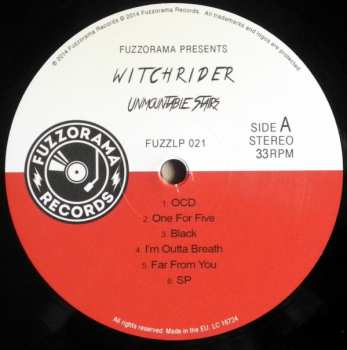 ℗ 2014 Fuzzorama Records. © 2014 Fuzzorama Records. All trademarks and logos are protected.
FUZZORAMA PRESENTS
WITCHRIDER
UNMOUNTABLE STAIRS
FUZZLP 021
SIDE A
STEREO
33RPM
FUZZORAMA
RECORDS
1. OCD
2. One For Five
3. Black
4. I'm Outta Breath
5. Far From You
6. SP
All rights reserved. Made in the EU. LC 16724